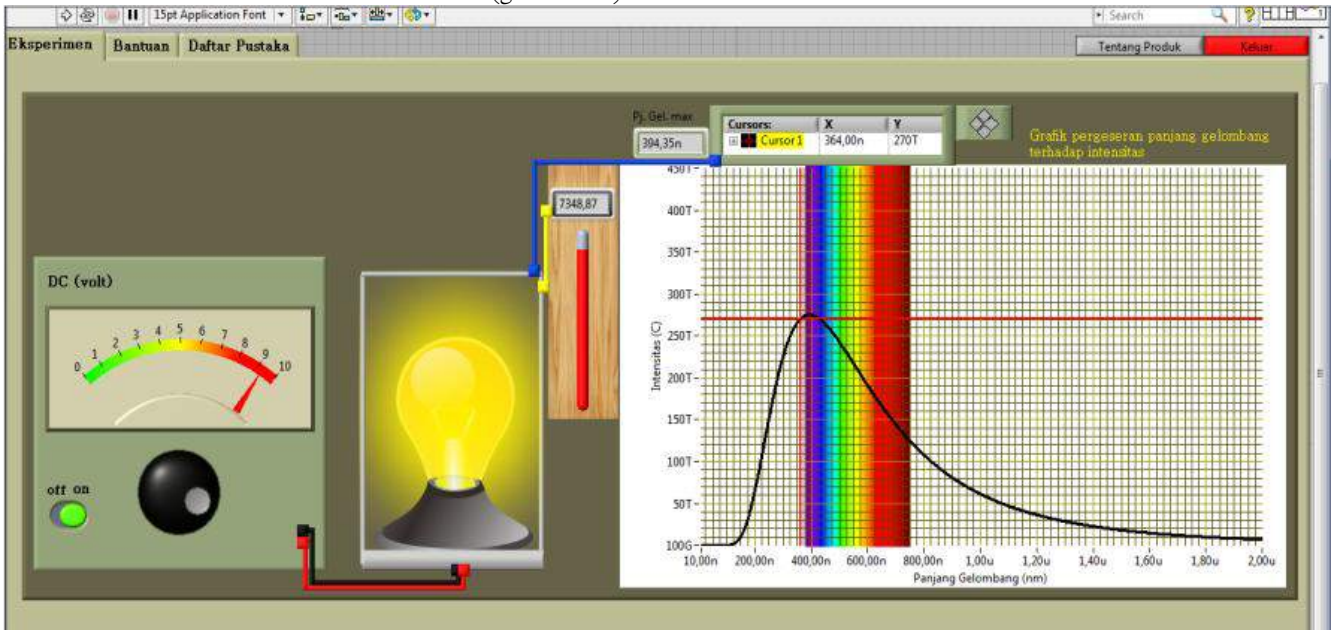 15pt Application Font
Search
Eksperimen Bantuan Daftar Pustaka
Tentang Produk Keluar
Pj. Gel. max
394,35n
Cursors: X Y
Cursor 1 364,00n 270T
Grafik pergeseran panjang gelombang
terhadap intensitas
7348,87
DC (volt)
0 1 2 3 4 5 6 7 8 9 10
off on
Intensitas (C)
450T
400T
350T
300T
250T
200T
150T
100T
50T
100G
10,00n 200,00n 400,00n 600,00n 800,00n 1,00u 1,20u 1,40u 1,60u 1,80u 2,00u
Panjang Gelombang (nm)